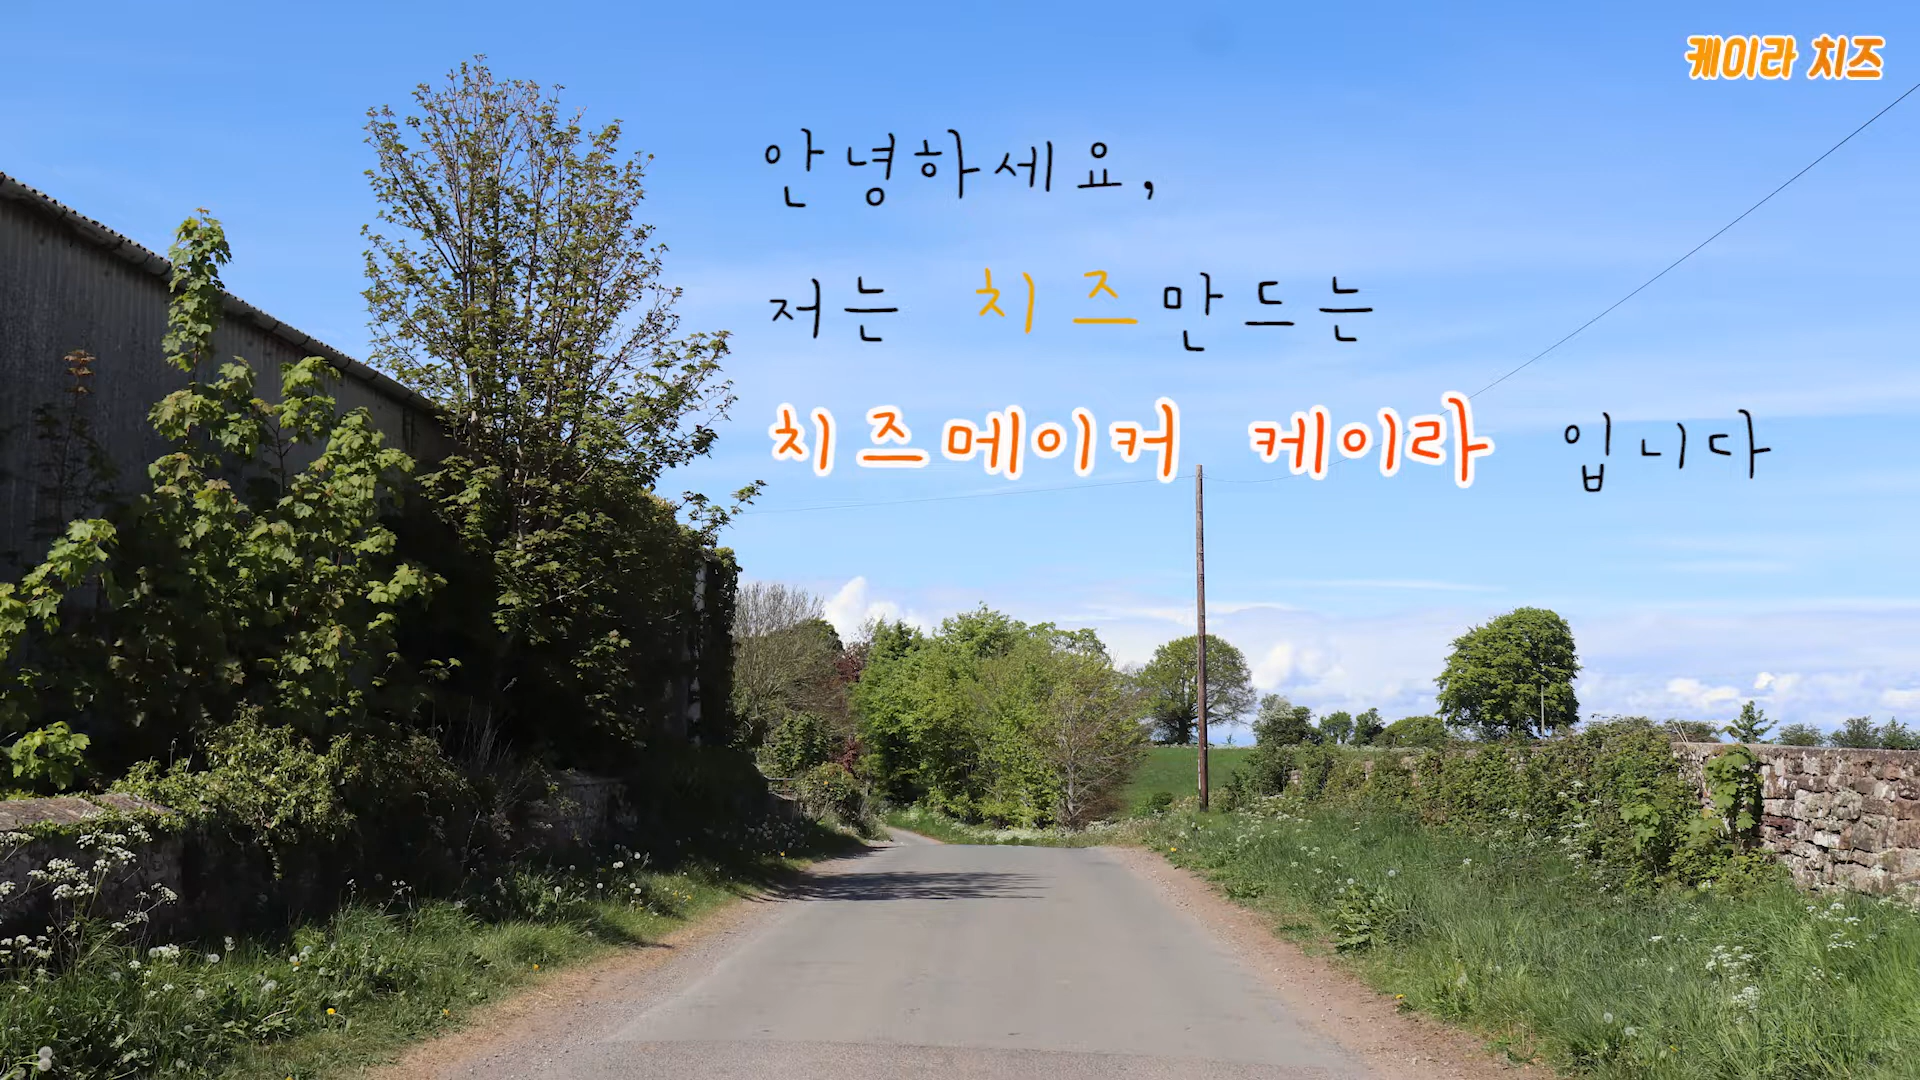 케이라 치즈
안녕하세요,
저는 치즈만드는
치즈메이커 케이라 입니다